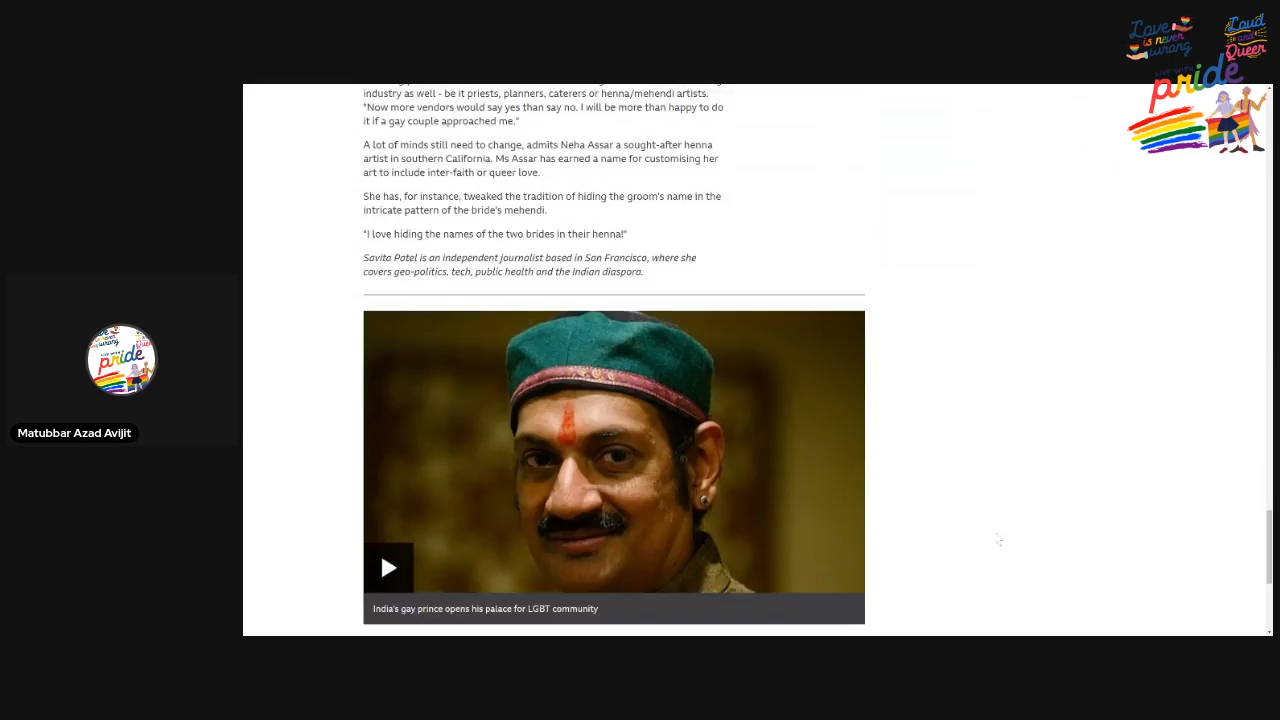 Love
is never
wrong
Loud
and
Queer
LIVE WITH
pride
industry as well - be it priests, planners, caterers or henna/mehendi artists.
"Now more vendors would say yes than say no. I will be more than happy to do
it if a gay couple approached me."
A lot of minds still need to change, admits Neha Assar a sought-after henna
artist in southern California. Ms Assar has earned a name for customising her
art to include inter-faith or queer love.
She has, for instance, tweaked the tradition of hiding the groom's name in the
intricate pattern of the bride's mehendi.
"I love hiding the names of the two brides in their henna!"
Savita Patel is an independent journalist based in San Francisco, where she
covers geo-politics, tech, public health and the Indian diaspora.
pride
Matubbar Azad Avijit
India's gay prince opens his palace for LGBT community